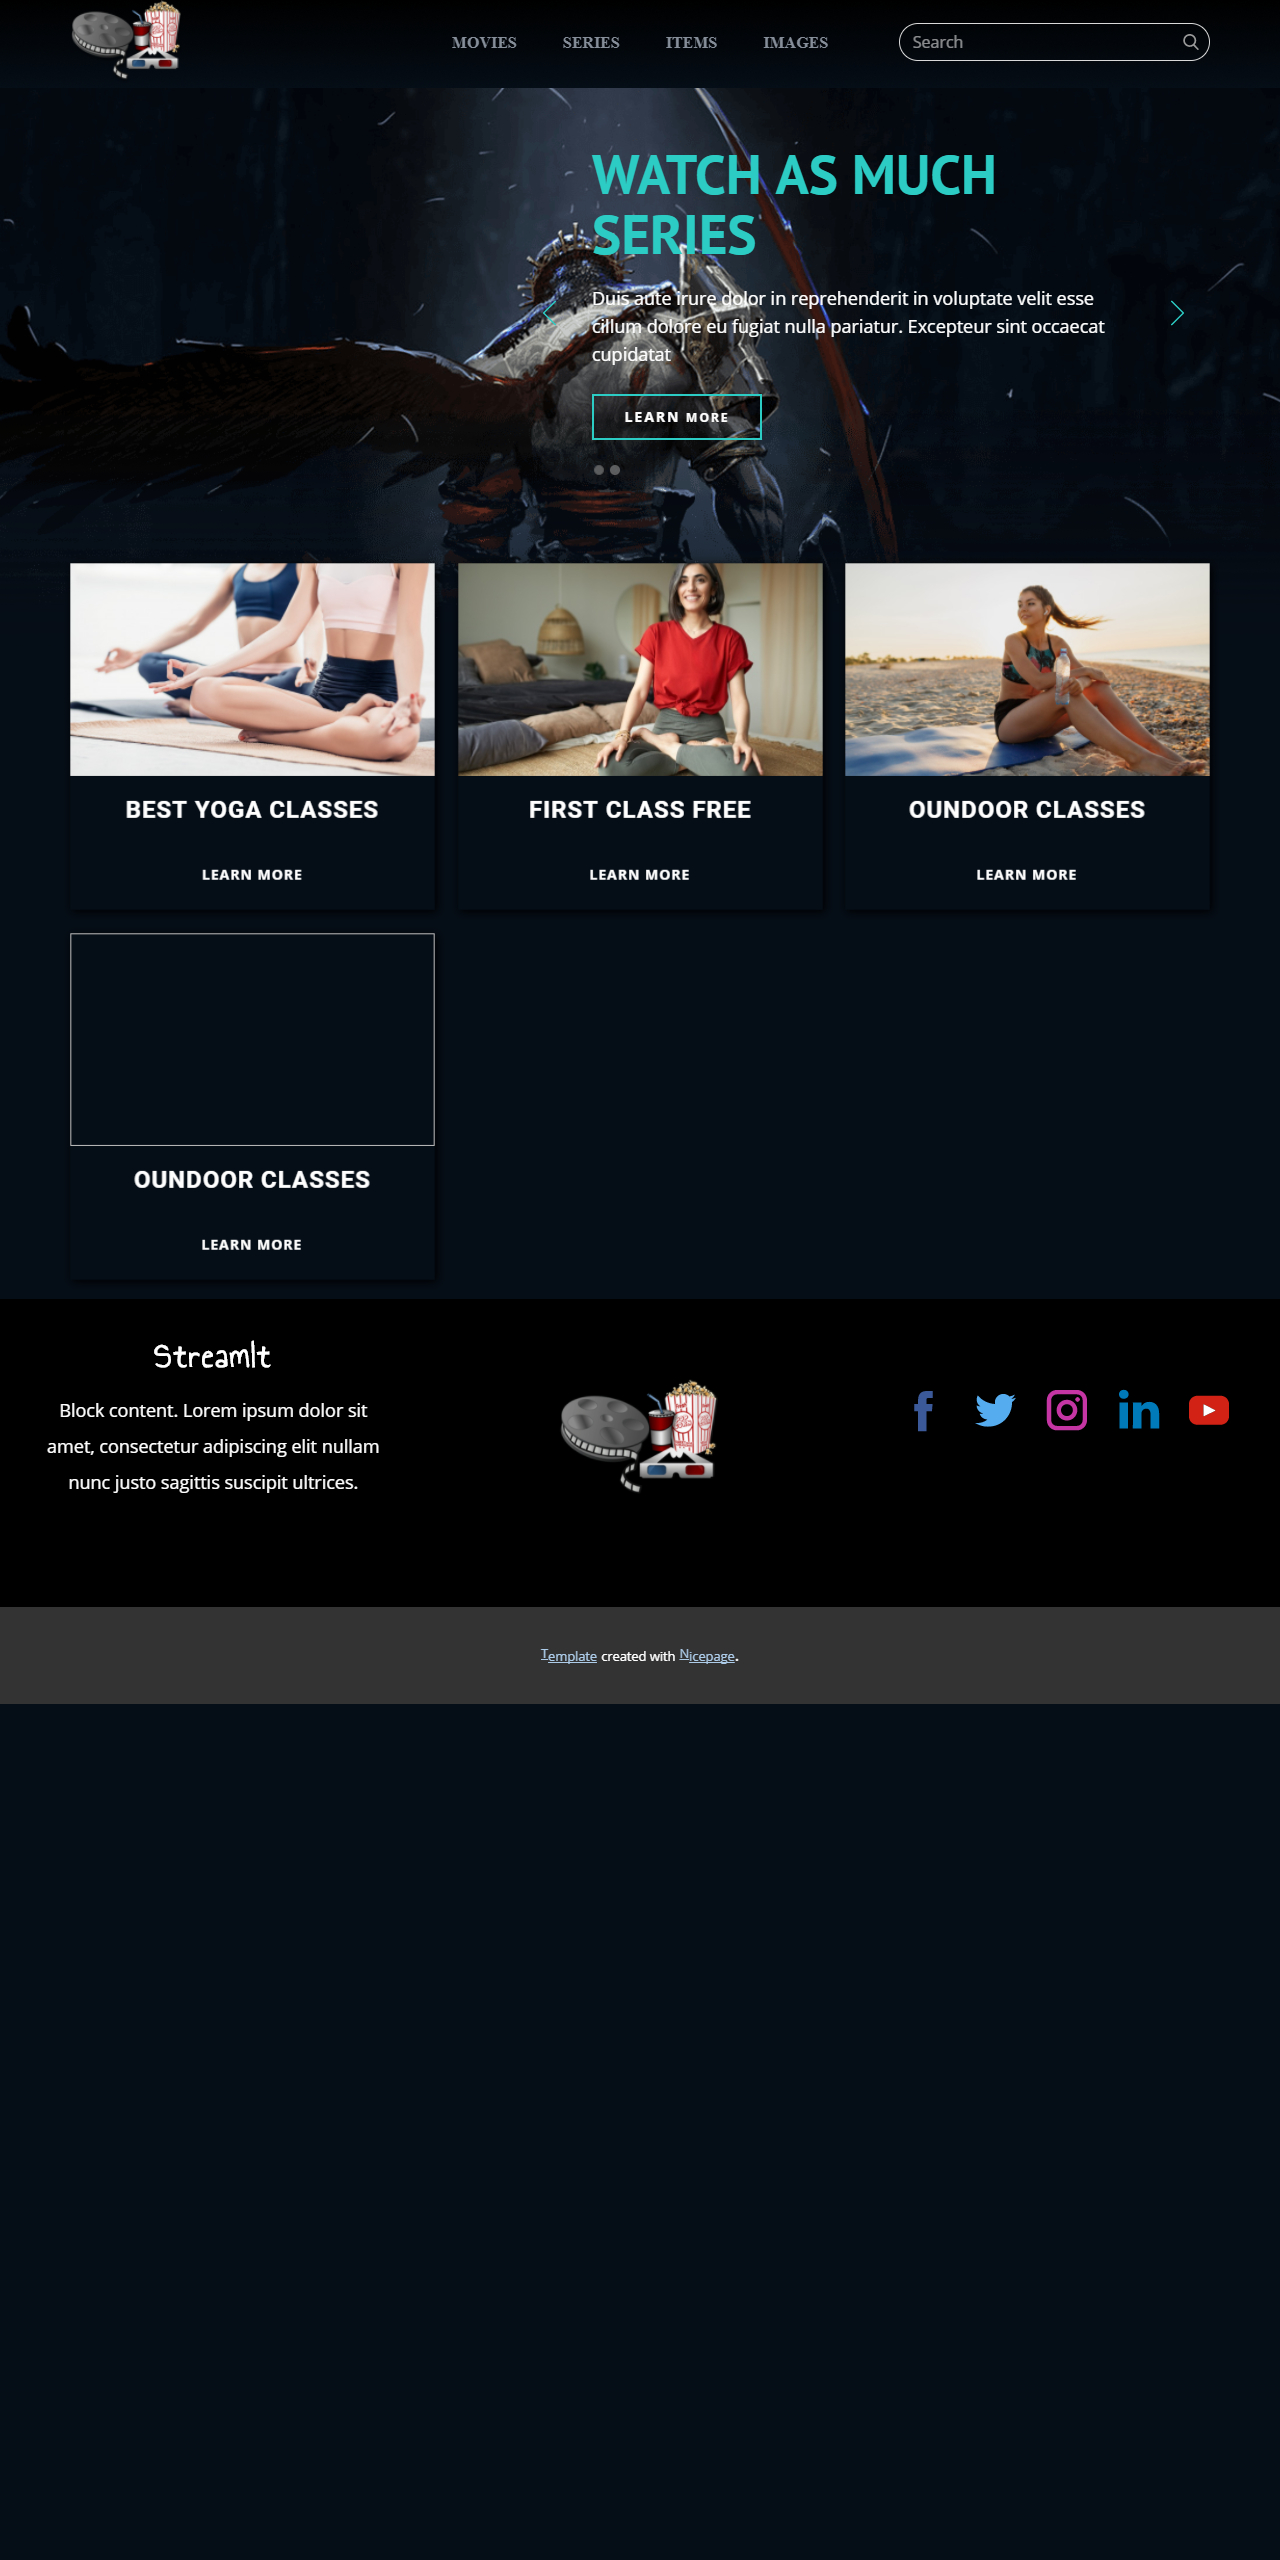 MOVIES SERIES ITEMS IMAGES Search
WATCH AS MUCH
SERIES
Duis aute irure dolor in reprehenderit in voluptate velit esse
cillum dolore eu fugiat nulla pariatur. Excepteur sint occaecat
cupidatat
LEARN MORE
BEST YOGA CLASSES
LEARN MORE
FIRST CLASS FREE
LEARN MORE
OUNDOOR CLASSES
LEARN MORE
OUNDOOR CLASSES
LEARN MORE
StreamIt
Block content. Lorem ipsum dolor sit
amet, consectetur adipiscing elit nullam
nunc justo sagittis suscipit ultrices.
Template created with Nicepage.